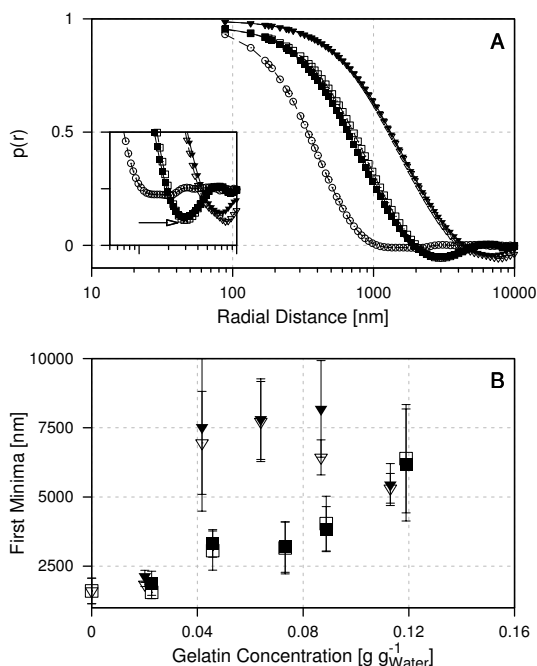 1
A
p(r)
0.5
0
10
100
1000
10000
Radial Distance [nm]
10000
B
7500
First Minima [nm]
5000
2500
0
0.04
0.08
0.12
0.16
Gelatin Concentration [g g⁻¹Water]